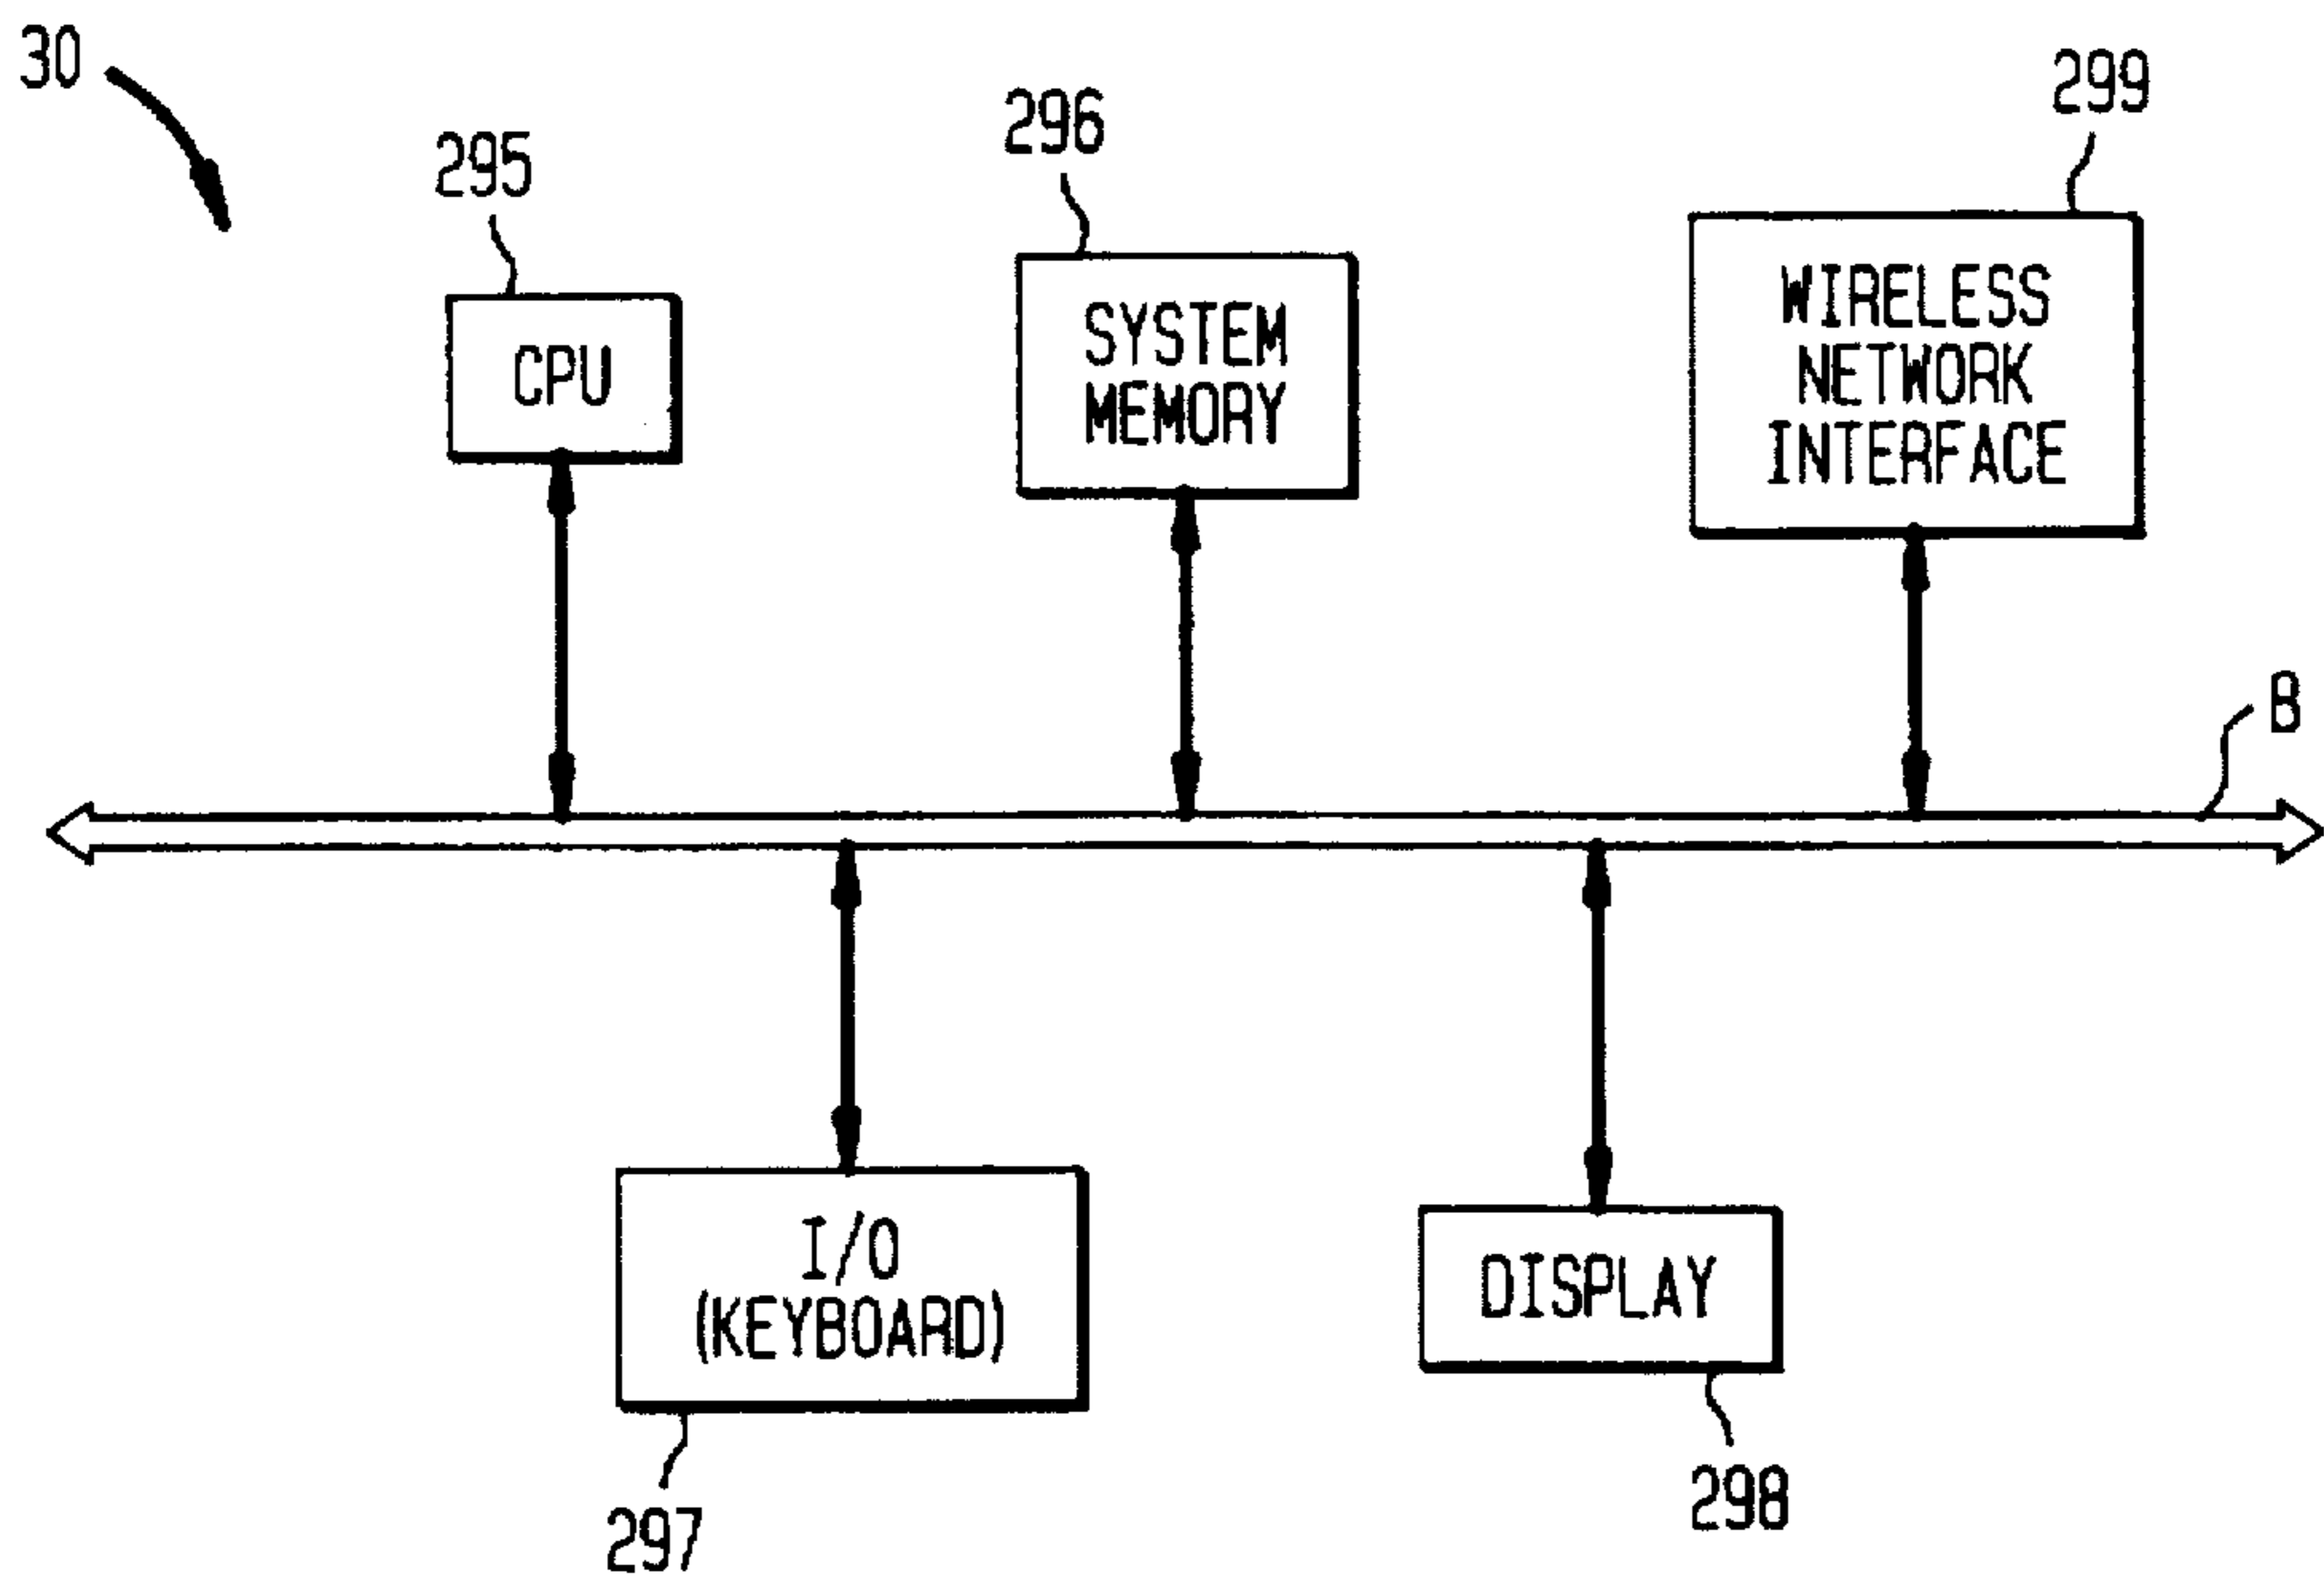 30
295
296
299
CPU
SYSTEM
MEMORY
WIRELESS
NETWORK
INTERFACE
B
I/O
(KEYBOARD)
DISPLAY
297
298